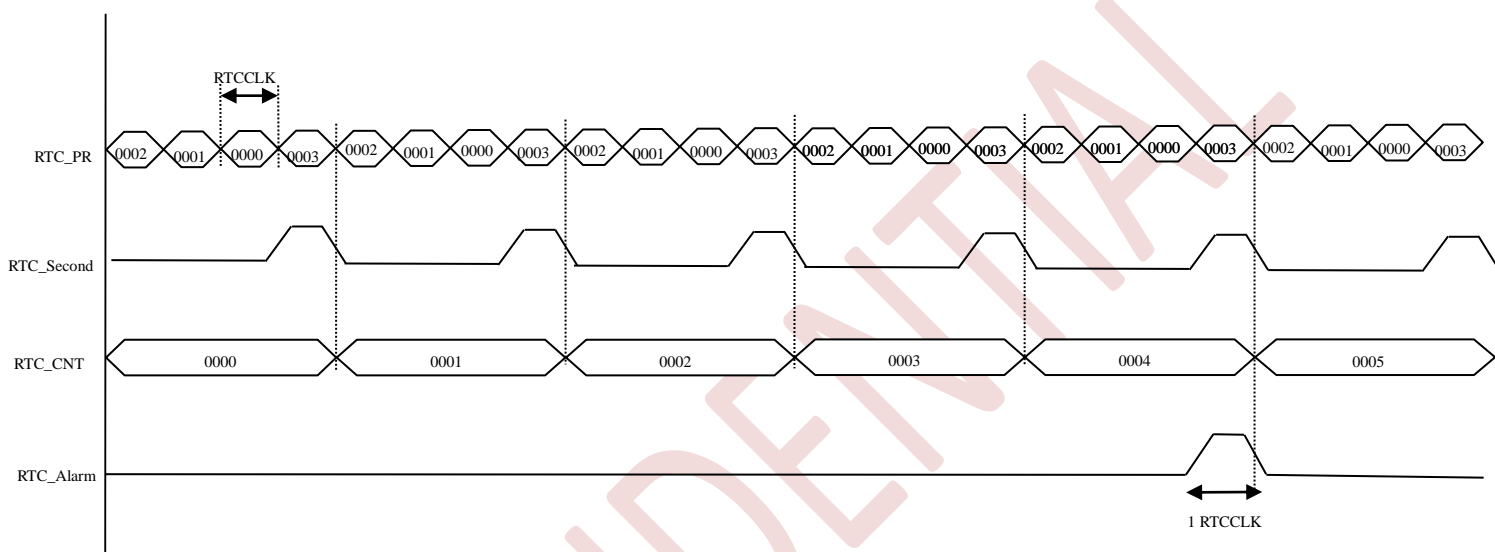 RTCCLK
RTC_PR 0002 0001 0000 0003 0002 0001 0000 0003 0002 0001 0000 0003 0002 0001 0000 0003 0002 0001 0000 0003 0002 0001 0000 0003
RTC_Second
RTC_CNT 0000 0001 0002 0003 0004 0005
RTC_Alarm
1 RTCCLK
DENTIAL